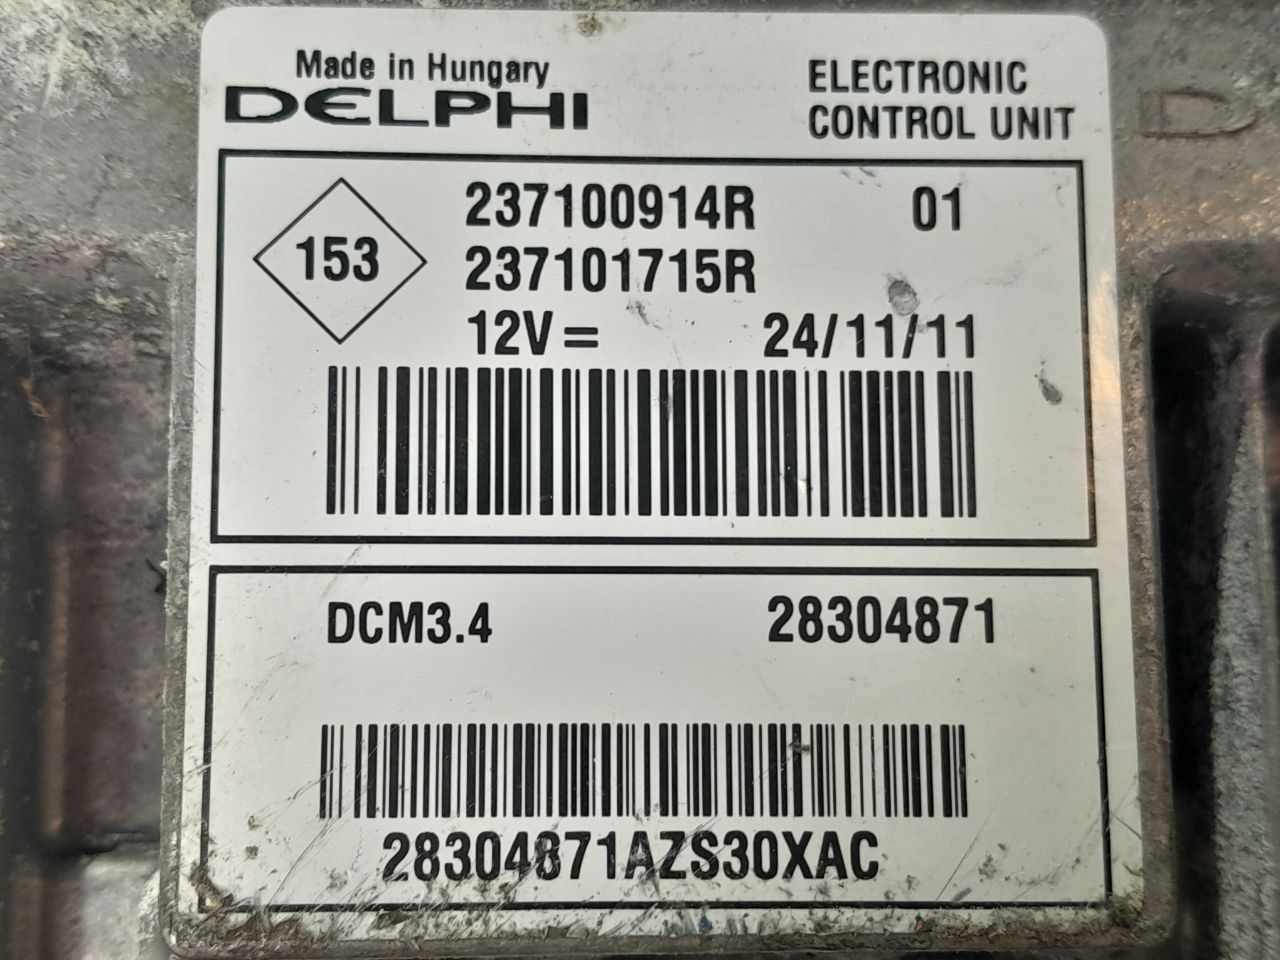 Made in Hungary
DELPHI
ELECTRONIC
CONTROL UNIT
D
153
237100914R 01
237101715R
12V= 24/11/11
DCM3.4 28304871
28304871AZS30XAC